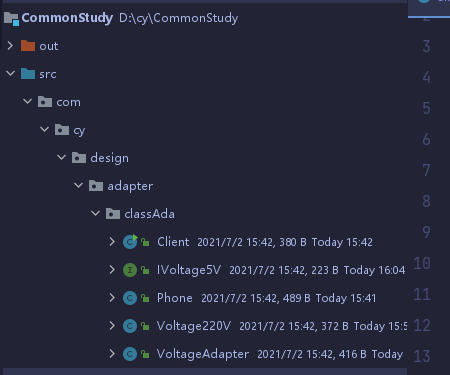 CommonStudy D:\cy\CommonStudy
out
src
com
cy
design
adapter
classAda
Client 2021/7/2 15:42, 380 B Today 15:42
IVoltage5V 2021/7/2 15:42, 223 B Today 16:04
Phone 2021/7/2 15:42, 489 B Today 15:41
Voltage220V 2021/7/2 15:42, 372 B Today 15:5
VoltageAdapter 2021/7/2 15:42, 416 B Today
2
3
4
5
6
7
8
9
10
11
12
13